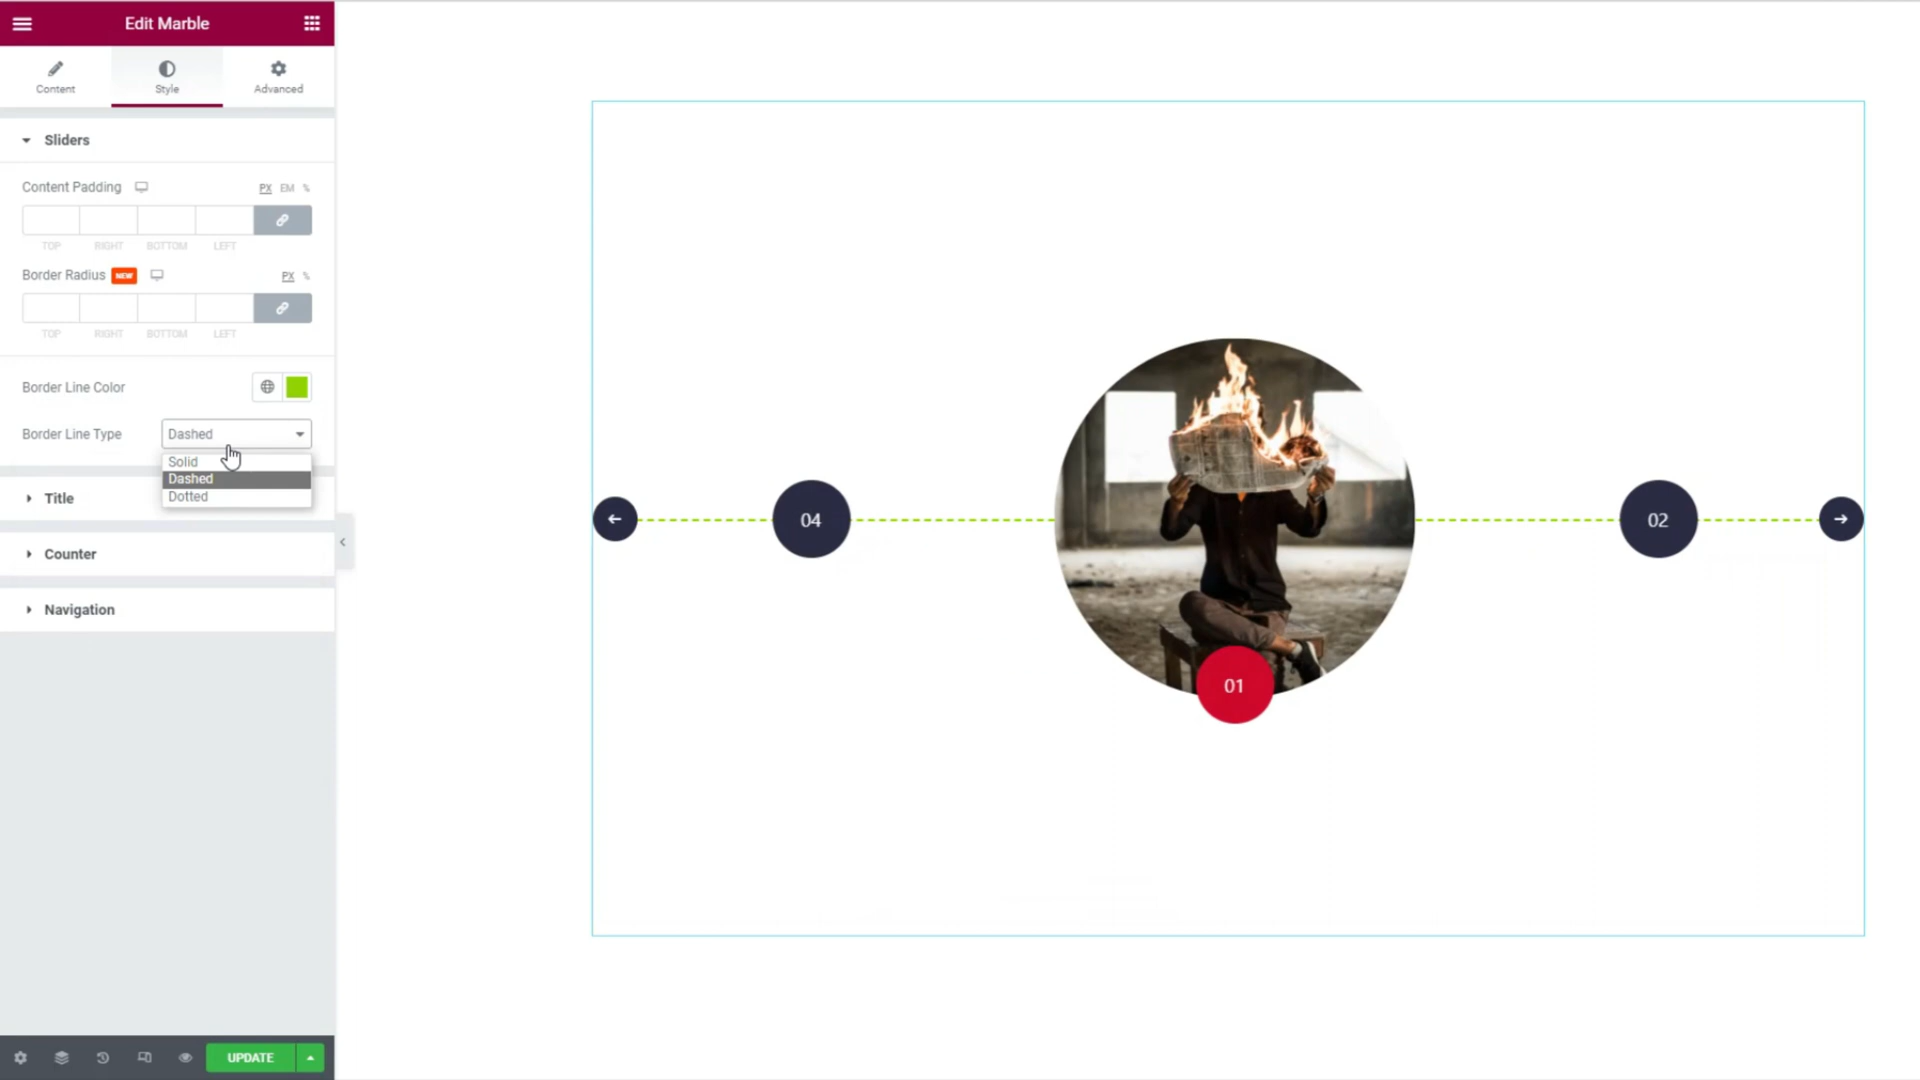 Edit Marble
Content
Style
Advanced
Sliders
Content Padding
PX EM %
TOP RIGHT BOTTOM LEFT
Border Radius NEW
PX %
TOP RIGHT BOTTOM LEFT
Border Line Color
Border Line Type
Dashed
Solid
Dashed
Dotted
Title
Counter
Navigation
UPDATE
04
02
01